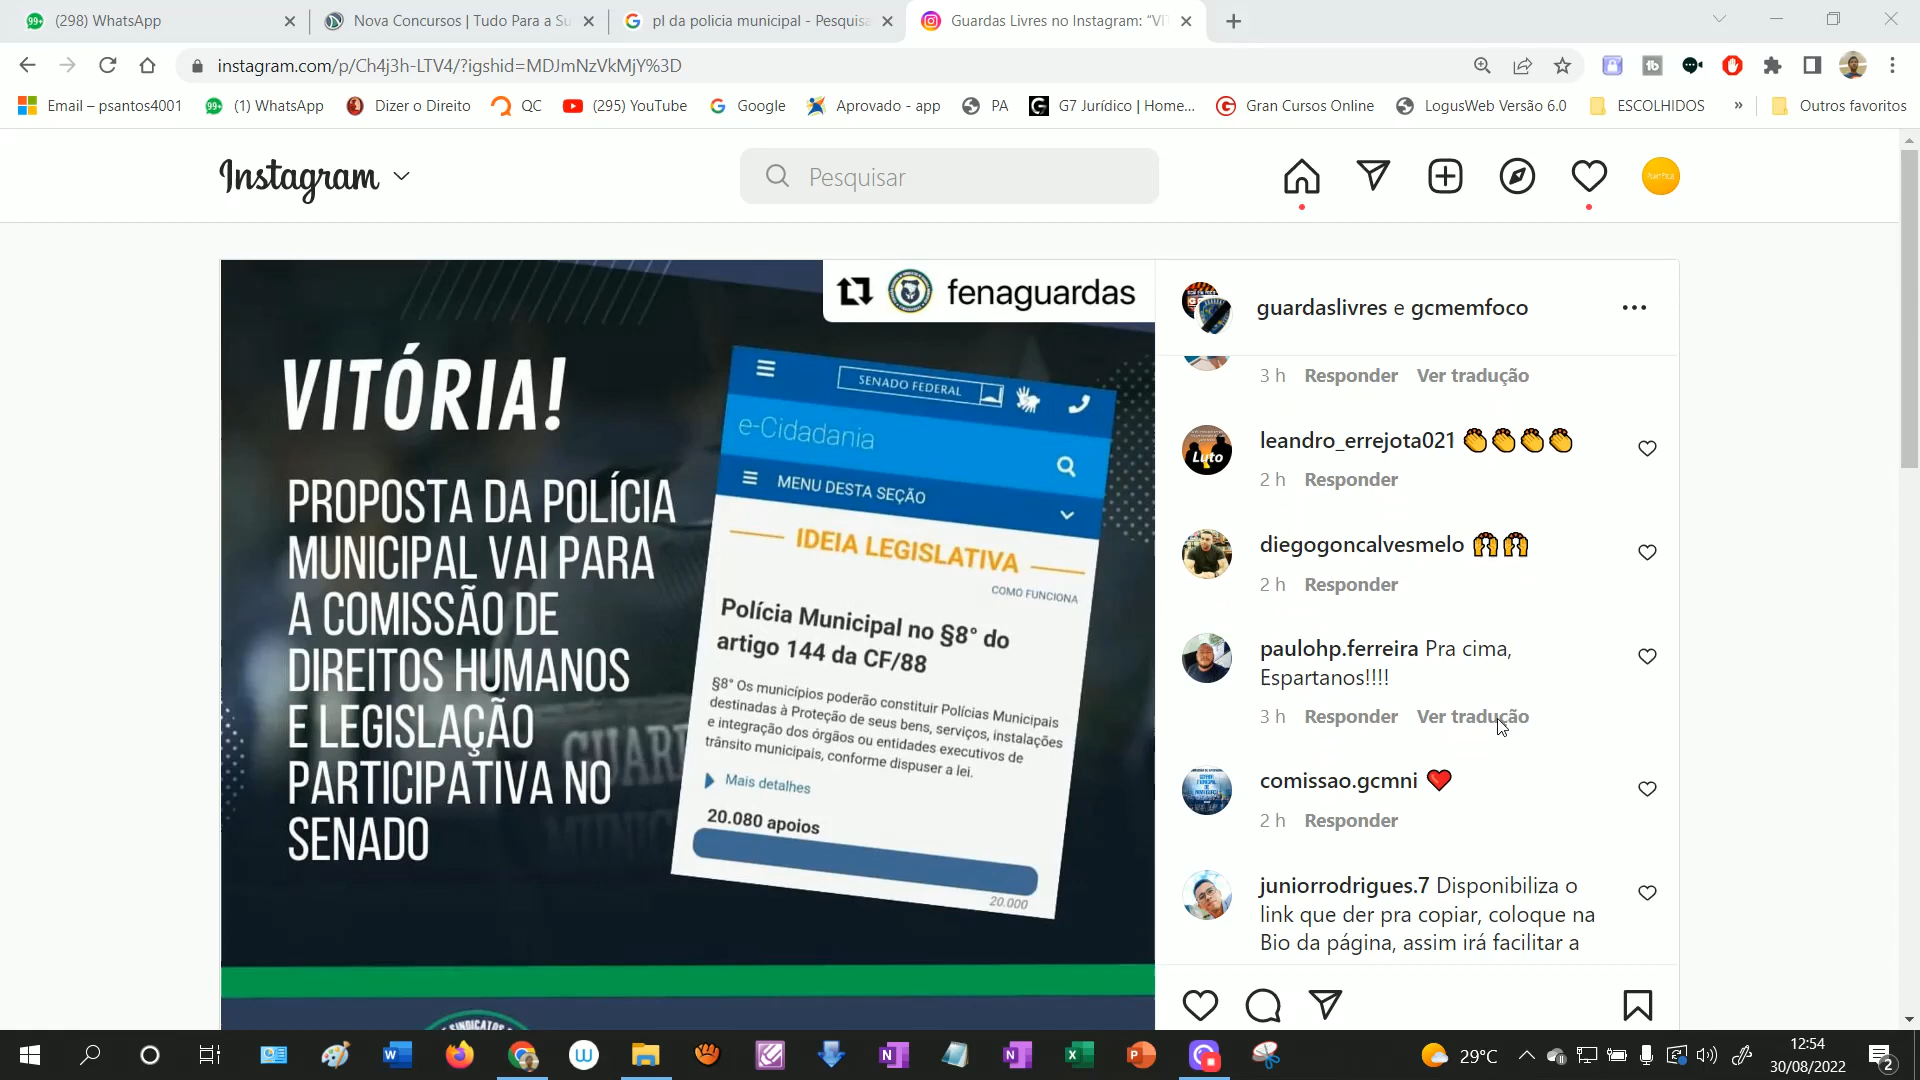 (298) WhatsApp
Nova Concursos | Tudo Para a Su
pl da policia municipal - Pesquisa
Guardas Livres no Instagram: “VI
instagram.com/p/Ch4j3h-LTV4/?igshid=MDJmNzVkMjY%3D
Email – psantos4001
(1) WhatsApp
Dizer o Direito
QC
(295) YouTube
Google
Aprovado - app
PA
G7 Jurídico | Home...
Gran Cursos Online
LogusWeb Versão 6.0
ESCOLHIDOS
»
Outros favoritos
Instagram
Pesquisar
fenaguardas
VITÓRIA!
PROPOSTA DA POLÍCIA
MUNICIPAL VAI PARA
A COMISSÃO DE
DIREITOS HUMANOS
E LEGISLAÇÃO
PARTICIPATIVA NO
SENADO
SENADO FEDERAL
e-Cidadania
MENU DESTA SEÇÃO
IDEIA LEGISLATIVA
COMO FUNCIONA
Polícia Municipal no §8° do
artigo 144 da CF/88
§8° Os municípios poderão constituir Polícias Municipais
destinadas à Proteção de seus bens, serviços, instalações
e integração dos órgãos ou entidades executivos de
trânsito municipais, conforme dispuser a lei.
Mais detalhes
20.080 apoios
20.000
guardaslivres e gcmemfoco
3 h Responder Ver tradução
Luto
leandro_errejota021 👏👏👏👏
2 h Responder
diegogoncalvesmelo 🙌🙌
2 h Responder
paulohp.ferreira Pra cima,
Espartanos!!!!
3 h Responder Ver tradução
comissao.gcmni ❤️
2 h Responder
juniorrodrigues.7 Disponibiliza o
link que der pra copiar, coloque na
Bio da página, assim irá facilitar a
29°C
12:54
30/08/2022
2